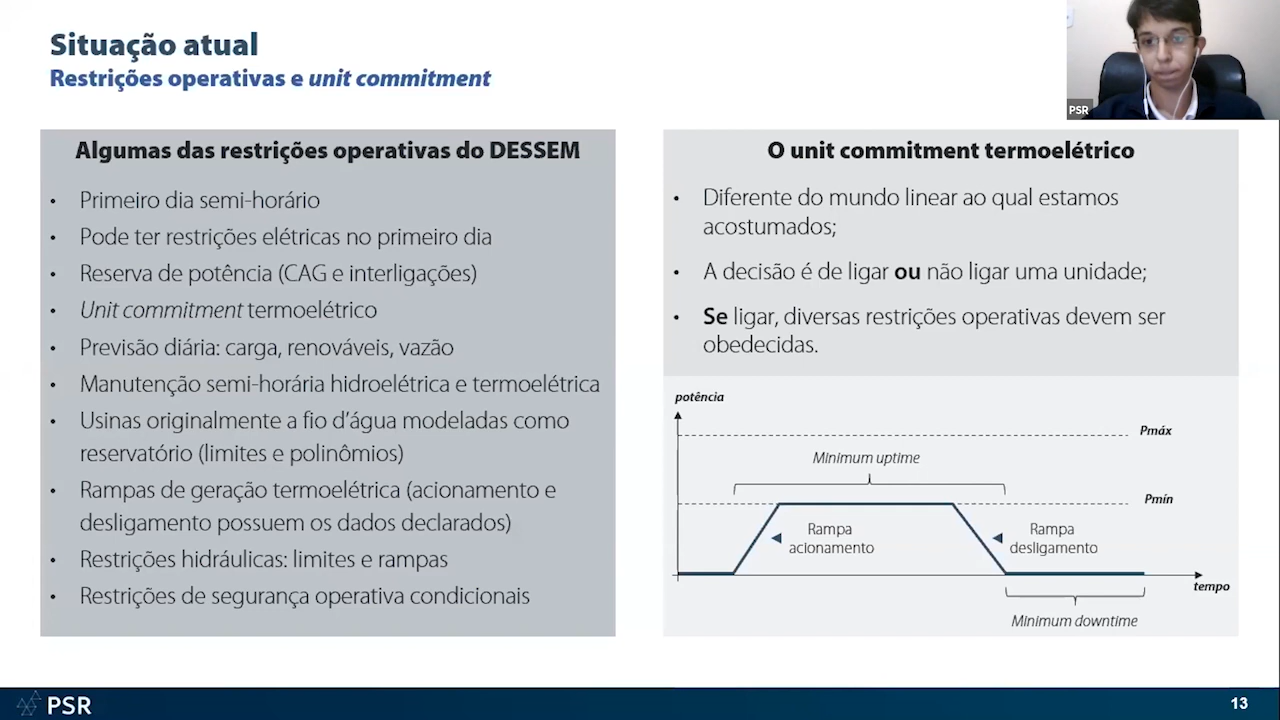 Situação atual
Restrições operativas e unit commitment
PSR
Algumas das restrições operativas do DESSEM
• Primeiro dia semi-horário
• Pode ter restrições elétricas no primeiro dia
• Reserva de potência (CAG e interligações)
• Unit commitment termoelétrico
• Previsão diária: carga, renováveis, vazão
• Manutenção semi-horária hidroelétrica e termoelétrica
• Usinas originalmente a fio d’água modeladas como
reservatório (limites e polinômios)
• Rampas de geração termoelétrica (acionamento e
desligamento possuem os dados declarados)
• Restrições hidráulicas: limites e rampas
• Restrições de segurança operativa condicionais
O unit commitment termoelétrico
• Diferente do mundo linear ao qual estamos
acostumados;
• A decisão é de ligar ou não ligar uma unidade;
• Se ligar, diversas restrições operativas devem ser
obedecidas.
potência
Pmáx
Minimum uptime
Pmín
Rampa
acionamento
Rampa
desligamento
tempo
Minimum downtime
PSR
13